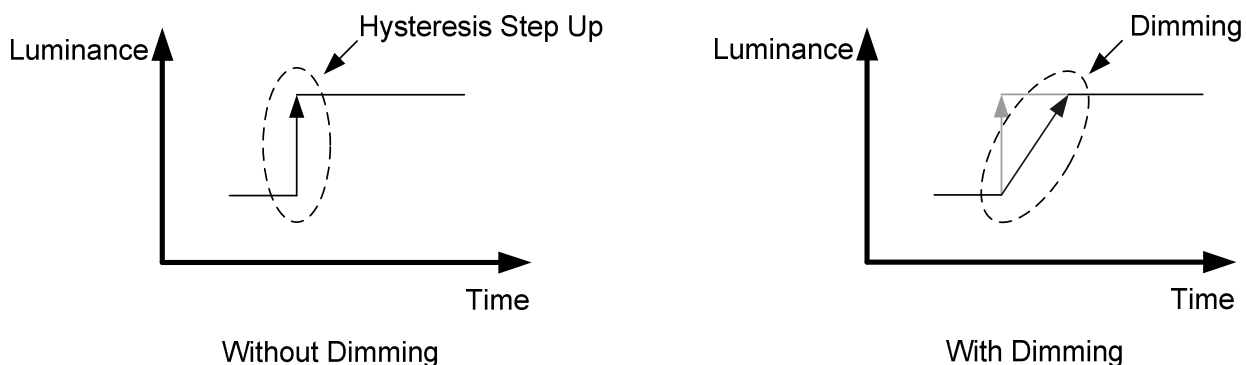 Hysteresis Step Up
Luminance
Time
Without Dimming
Dimming
Luminance
Time
With Dimming